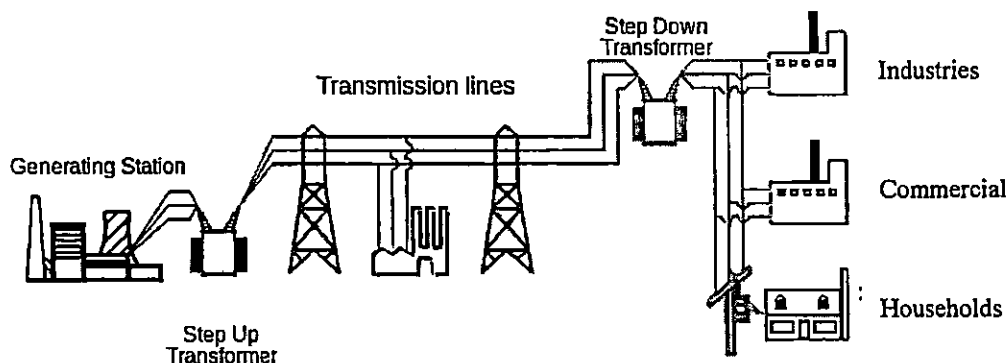 Step Down
Transformer
Industries
Transmission lines
Generating Station
Commercial
Households
Step Up
Transformer